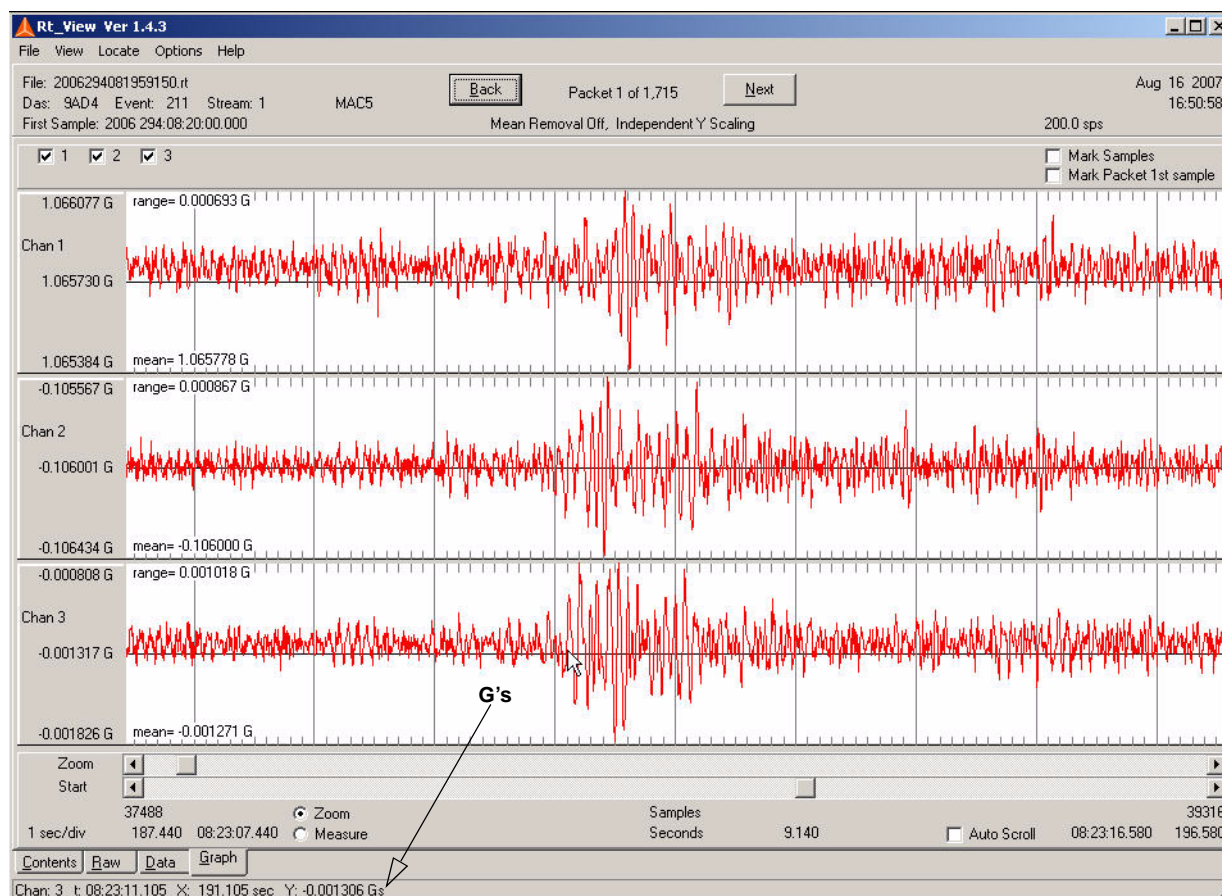 Rt_View Ver 1.4.3
File View Locate Options Help
File: 2006294081959150.rt
Das: 9AD4 Event: 211 Stream: 1 MAC5
First Sample: 2006 294:08:20:00.000
Back Packet 1 of 1,715 Next
Mean Removal Off, Independent Y Scaling
Aug 16 2007
16:50:58
200.0 sps
1 2 3
Mark Samples
Mark Packet 1st sample
1.066077 G range= 0.000693 G
Chan 1
1.065730 G
1.065384 G mean= 1.065778 G
-0.105567 G range= 0.000867 G
Chan 2
-0.106001 G
-0.106434 G mean= -0.106000 G
-0.000808 G range= 0.001018 G
Chan 3
-0.001317 G
G's
-0.001826 G mean= -0.001271 G
Zoom
Start
37488 Zoom Samples 39316
1 sec/div 187.440 08:23:07.440 Measure Seconds 9.140 Auto Scroll 08:23:16.580 196.580
Contents Raw Data Graph
Chan: 3 t: 08:23:11.105 X: 191.105 sec Y: -0.001306 Gs